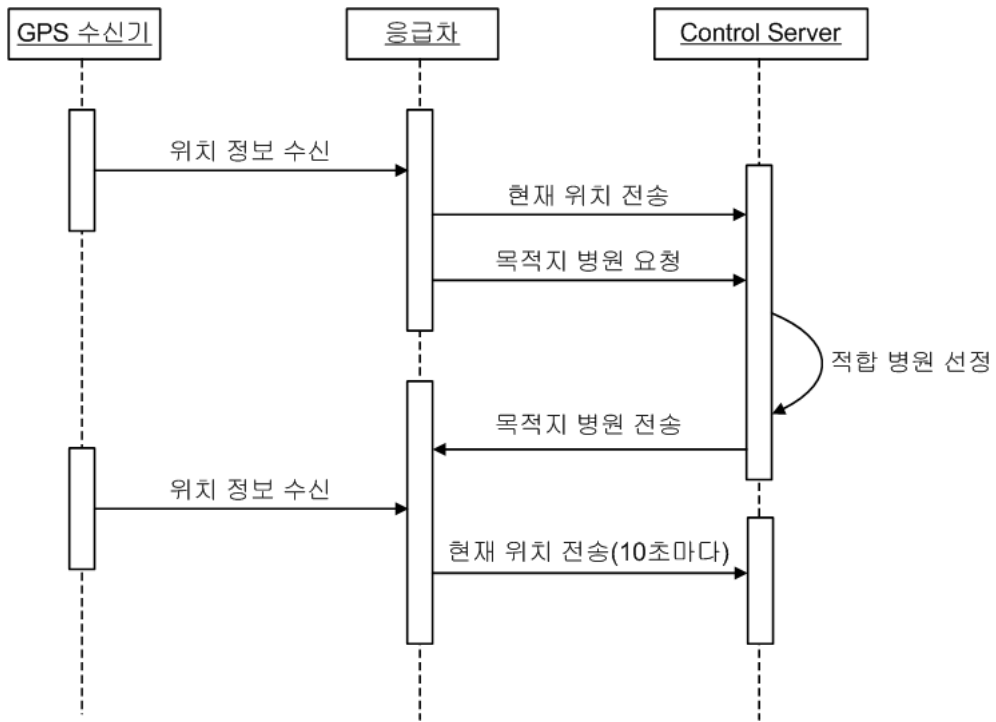 GPS 수신기
응급차
Control Server
위치 정보 수신
현재 위치 전송
목적지 병원 요청
적합 병원 선정
목적지 병원 전송
위치 정보 수신
현재 위치 전송(10초마다)